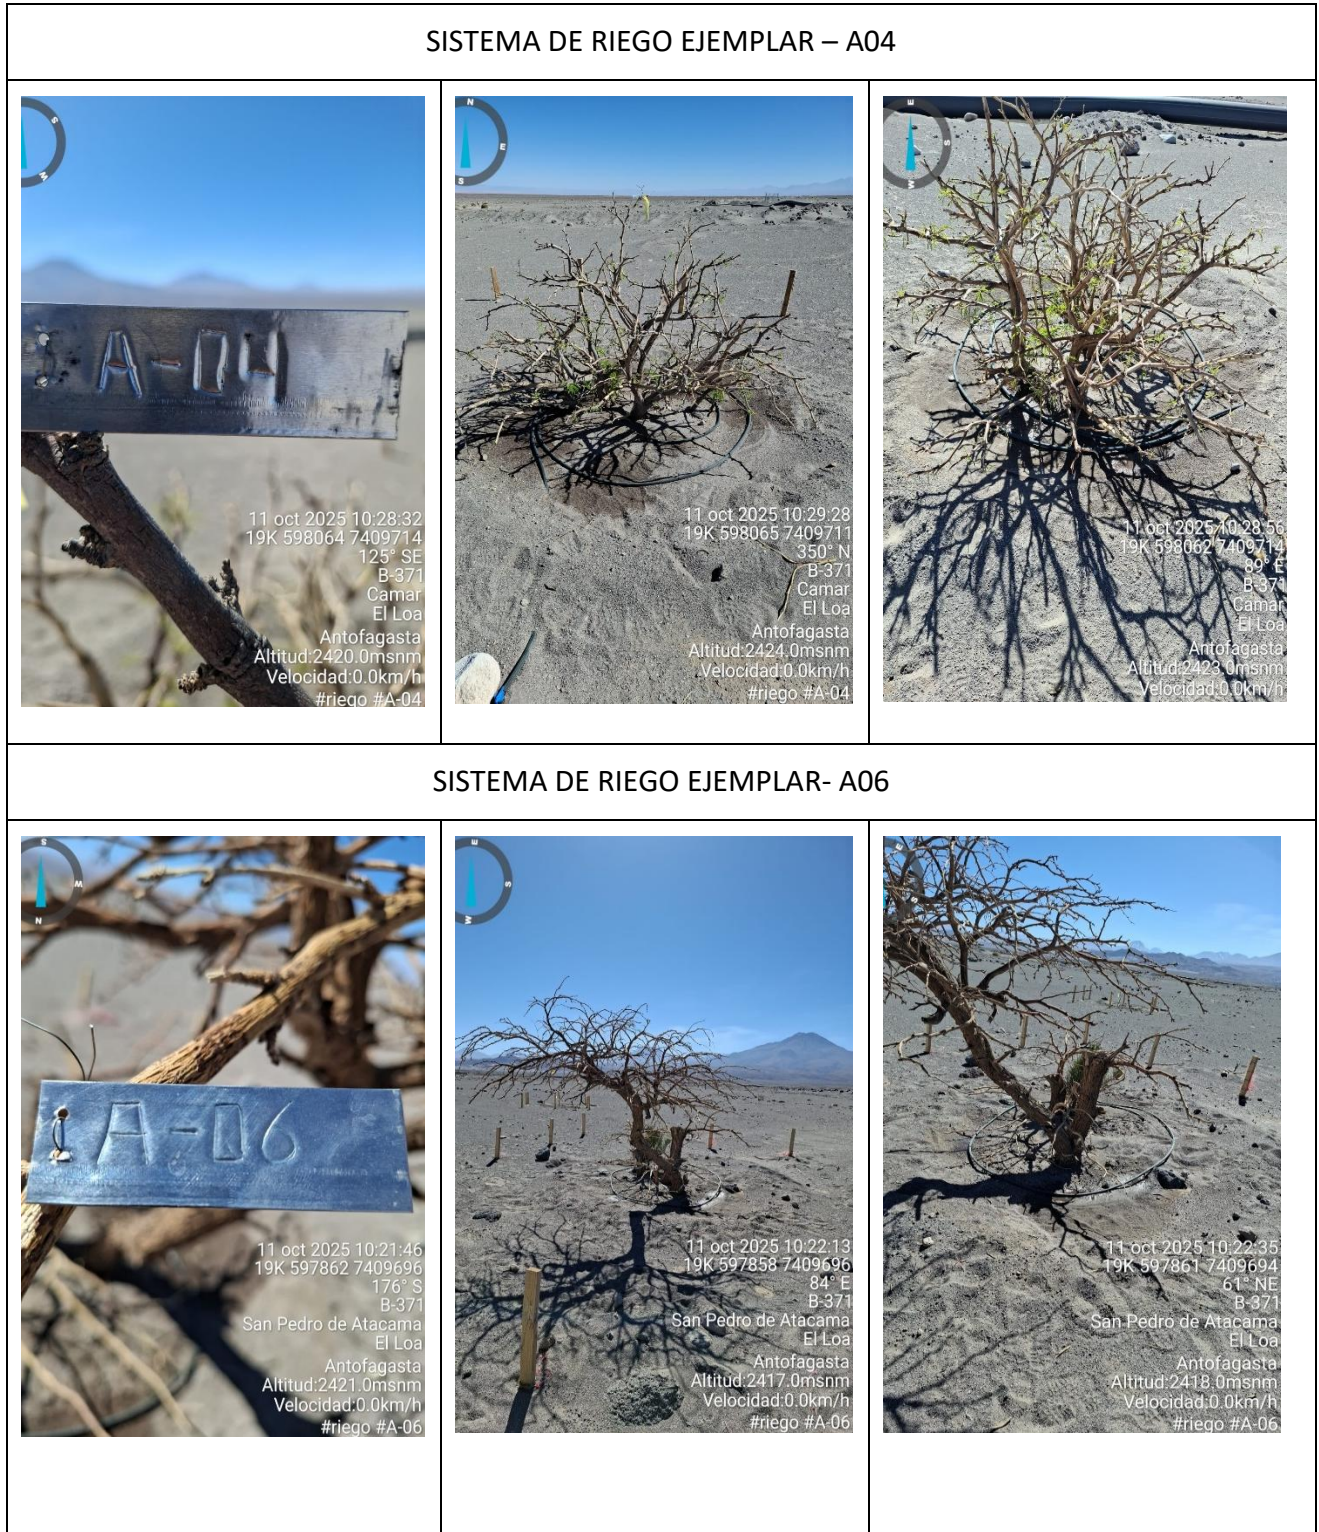 SISTEMA DE RIEGO EJEMPLAR – A04
A-04
11 oct 2025 10:28:32
19K 598064 7409714
125° SE
B-371
Camar
El Loa
Antofagasta
Altitud:2420.0msnm
Velocidad:0.0km/h
#riego #A-04
N
E
S
11 oct 2025 10:29:28
19K 598065 7409711
350° N
B-371
Camar
El Loa
Antofagasta
Altitud:2424.0msnm
Velocidad:0.0km/h
#riego #A-04
E
S
W
11 oct 2025 10:28:56
19K 598062 7409714
89° E
B-371
Camar
El Loa
Antofagasta
Altitud:2423.0msnm
Velocidad:0.0km/h
SISTEMA DE RIEGO EJEMPLAR- A06
S
W
N
A-06
11 oct 2025 10:21:46
19K 597862 7409696
176° S
B-371
San Pedro de Atacama
El Loa
Antofagasta
Altitud:2421.0msnm
Velocidad:0.0km/h
#riego #A-06
E
S
W
11 oct 2025 10:22:13
19K 597858 7409696
84° E
B-371
San Pedro de Atacama
El Loa
Antofagasta
Altitud:2417.0msnm
Velocidad:0.0km/h
#riego #A-06
11 oct 2025 10:22:35
19K 597861 7409694
61° NE
B-371
San Pedro de Atacama
El Loa
Antofagasta
Altitud:2418.0msnm
Velocidad:0.0km/h
#riego #A-06